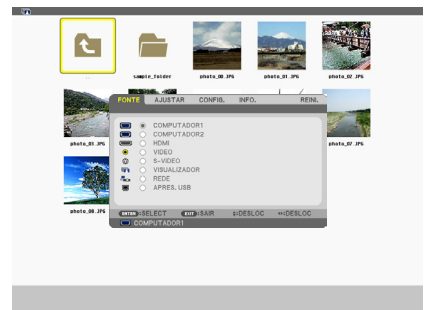 sample_folder photo_00.JPG photo_01.JPG photo_02.JPG
FONTE AJUSTAR CONFIG. INFO. REINI.
COMPUTADOR1
COMPUTADOR2
HDMI
photo_03.JPG photo_07.JPG
VIDEO
S-VIDEO
VISUALIZADOR
REDE
APRES. USB
photo_08.JPG
ENTER :SELECT EXIT :SAIR ↕:DESLOC ↔:DESLOC
COMPUTADOR1